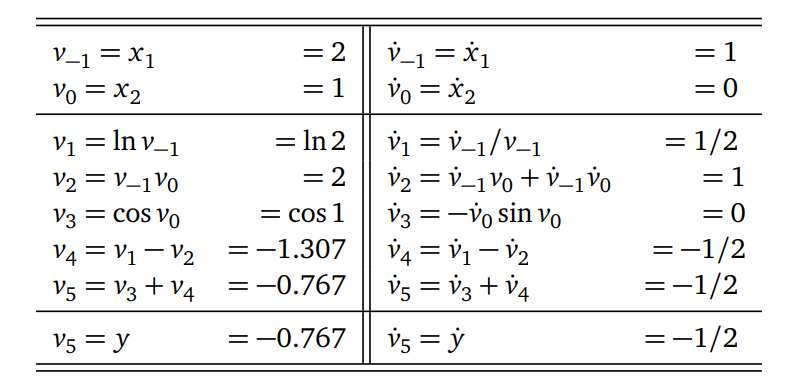 v₋₁ = x₁ = 2 v̇₋₁ = ẋ₁ = 1
v₀ = x₂ = 1 v̇₀ = ẋ₂ = 0
v₁ = ln v₋₁ = ln 2 v̇₁ = v̇₋₁/v₋₁ = 1/2
v₂ = v₋₁v₀ = 2 v̇₂ = v̇₋₁v₀ + v̇₋₁v̇₀ = 1
v₃ = cos v₀ = cos 1 v̇₃ = −v̇₀ sin v₀ = 0
v₄ = v₁ − v₂ = −1.307 v̇₄ = v̇₁ − v̇₂ = −1/2
v₅ = v₃ + v₄ = −0.767 v̇₅ = v̇₃ + v̇₄ = −1/2
v₅ = y = −0.767 v̇₅ = ẏ = −1/2